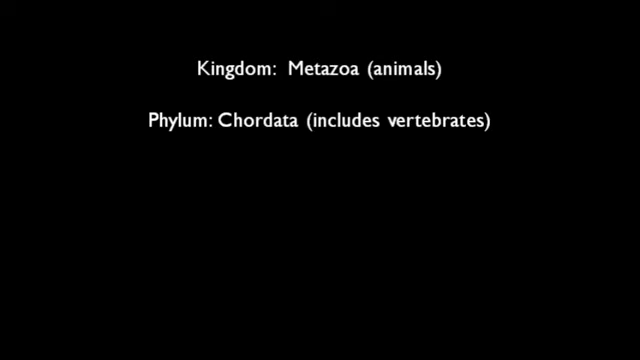 Kingdom:  Metazoa (animals)
Phylum: Chordata (includes vertebrates)